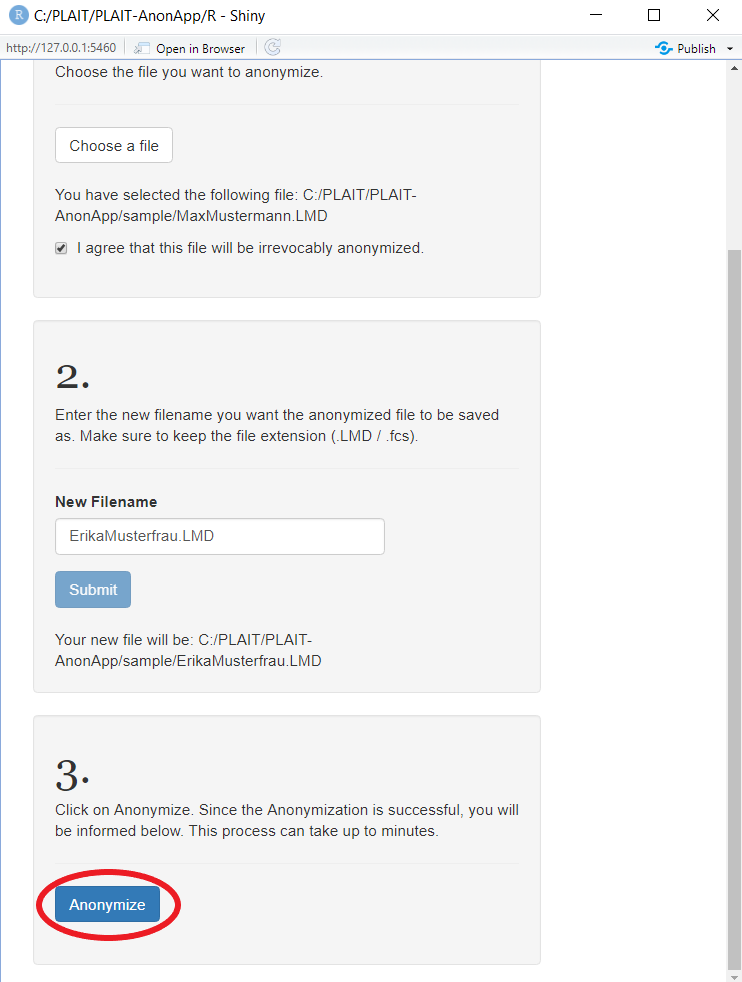 R C:/PLAIT/PLAIT-AnonApp/R - Shiny
http://127.0.0.1:5460 Open in Browser Publish
Choose the file you want to anonymize.
Choose a file
You have selected the following file: C:/PLAIT/PLAIT-
AnonApp/sample/MaxMustermann.LMD
I agree that this file will be irrevocably anonymized.
2.
Enter the new filename you want the anonymized file to be saved
as. Make sure to keep the file extension (.LMD / .fcs).
New Filename
ErikaMusterfrau.LMD
Submit
Your new file will be: C:/PLAIT/PLAIT-
AnonApp/sample/ErikaMusterfrau.LMD
3.
Click on Anonymize. Since the Anonymization is successful, you will
be informed below. This process can take up to minutes.
Anonymize